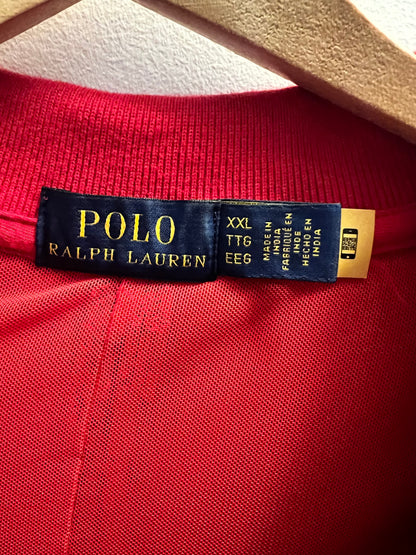 POLO
RALPH LAUREN
XXL
TTG
EEG
MADE IN
INDIA
FABRIQUÉ EN
INDE
HECHO EN
INDIA